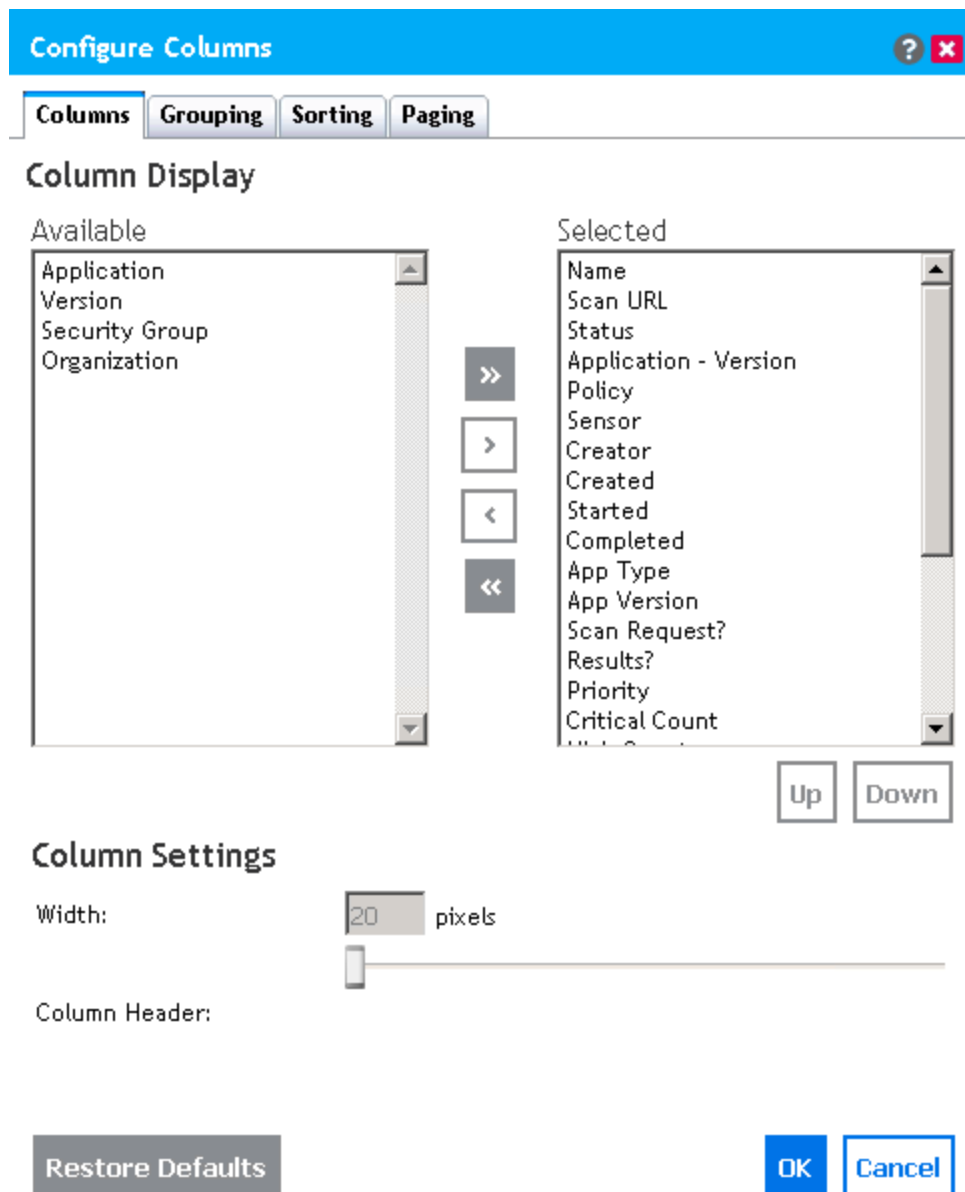 Configure Columns
Columns
Grouping
Sorting
Paging
Column Display
Available
Application
Version
Security Group
Organization
Selected
Name
Scan URL
Status
Application - Version
Policy
Sensor
Creator
Created
Started
Completed
App Type
App Version
Scan Request?
Results?
Priority
Critical Count
Up
Down
Column Settings
Width:
20
pixels
Column Header:
Restore Defaults
OK
Cancel